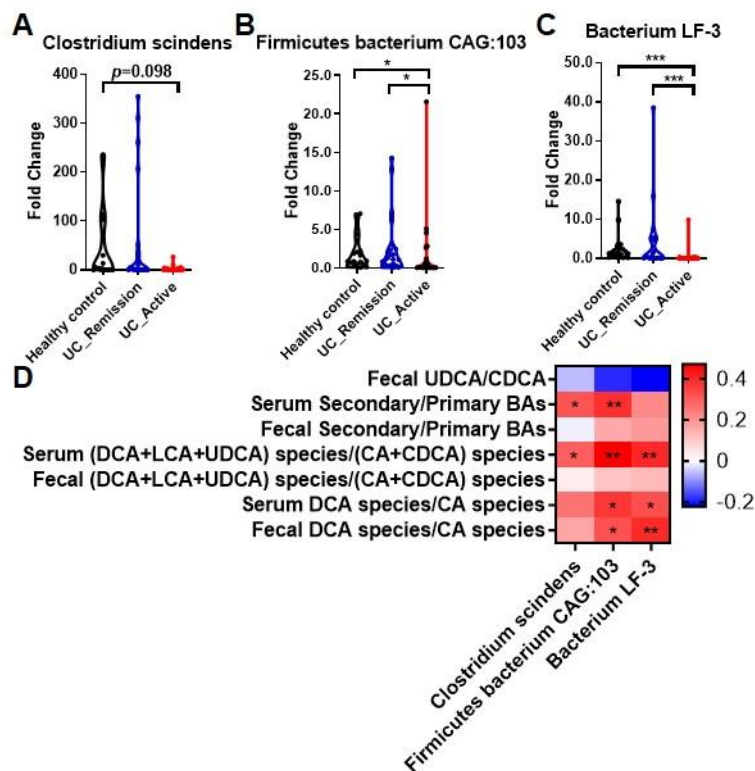 A
Clostridium scindens
p=0.098
Fold Change
400
300
200
100
0
Healthy control
UC_Remission
UC_Active
B
Firmicutes bacterium CAG:103
*
*
Fold Change
25.0
20.0
15.0
10.0
5.0
0.0
Healthy control
UC_Remission
UC_Active
C
Bacterium LF-3
***
***
Fold Change
50.0
40.0
30.0
20.0
10.0
0.0
Healthy control
UC_Remission
UC_Active
D
Fecal UDCA/CDCA
Serum Secondary/Primary BAs * **
Fecal Secondary/Primary BAs
Serum (DCA+LCA+UDCA) species/(CA+CDCA) species * ** **
Fecal (DCA+LCA+UDCA) species/(CA+CDCA) species
Serum DCA species/CA species * *
Fecal DCA species/CA species * **
Clostridium scindens
Firmicutes bacterium CAG:103
Bacterium LF-3
0.4
0.2
0
-0.2